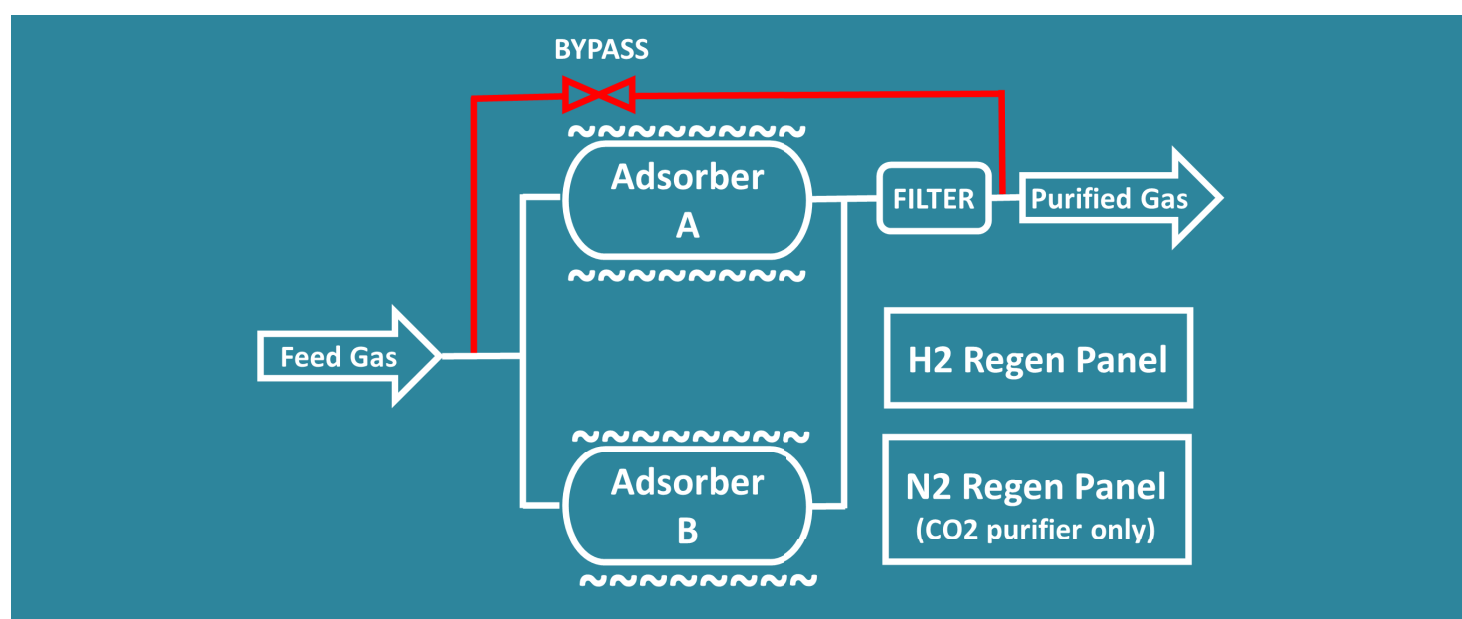 BYPASS
Adsorber
A
FILTER
Purified Gas
Feed Gas
H2 Regen Panel
Adsorber
B
N2 Regen Panel
(CO2 purifier only)